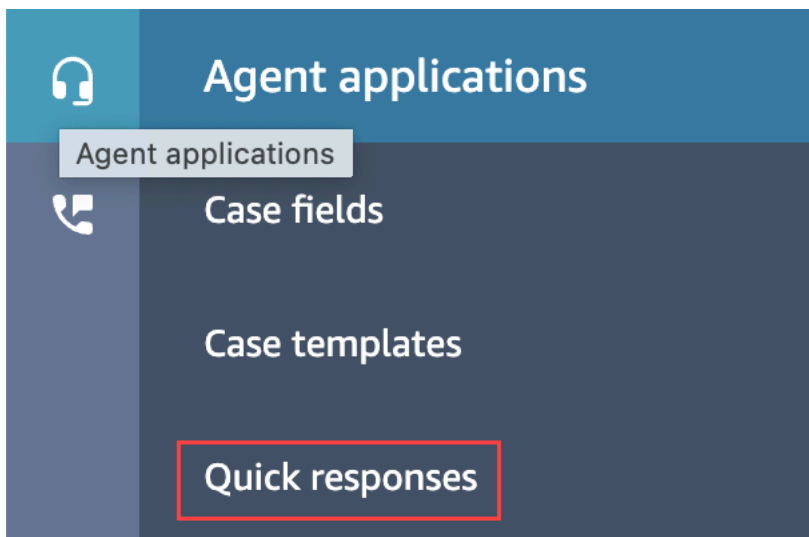 Agent applications
Agent applications
Case fields
Case templates
Quick responses